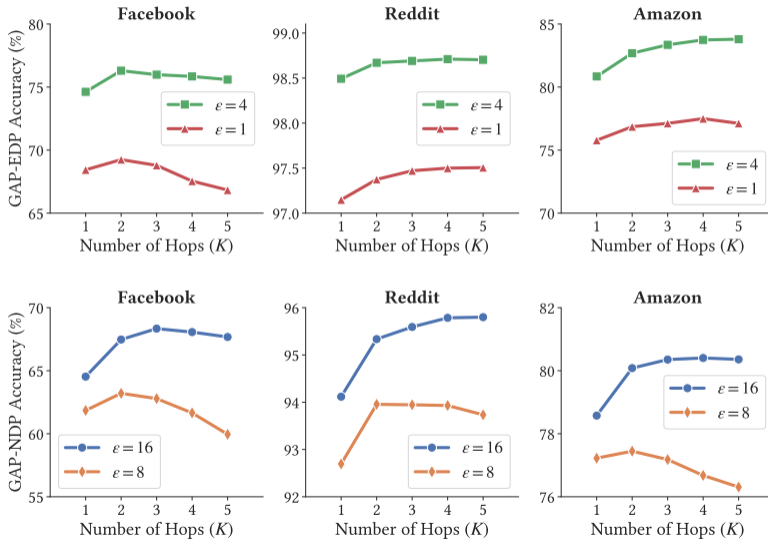 Facebook
Reddit
Amazon
GAP-EDP Accuracy (%)
80
75
70
65
ε = 4
ε = 1
1 2 3 4 5
Number of Hops (K)
99.0
98.5
98.0
97.5
97.0
ε = 4
ε = 1
1 2 3 4 5
Number of Hops (K)
85
80
75
70
ε = 4
ε = 1
1 2 3 4 5
Number of Hops (K)
Facebook
Reddit
Amazon
GAP-NDP Accuracy (%)
70
65
60
55
ε = 16
ε = 8
1 2 3 4 5
Number of Hops (K)
96
95
94
93
92
ε = 16
ε = 8
1 2 3 4 5
Number of Hops (K)
82
80
78
76
ε = 16
ε = 8
1 2 3 4 5
Number of Hops (K)